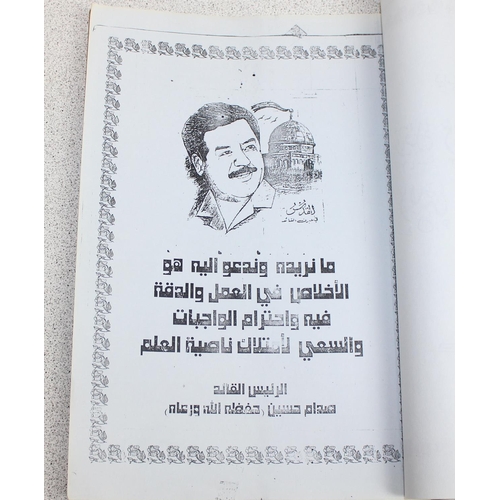 القدس
ما نريده وندعو اليه هو
الأخلاص في العمل والدقة
فيه واحترام الواجبات
والسعي لأمتلاك ناصية العلم
الرئيس القائد
صدام حسين (حفظه الله ورعاه)